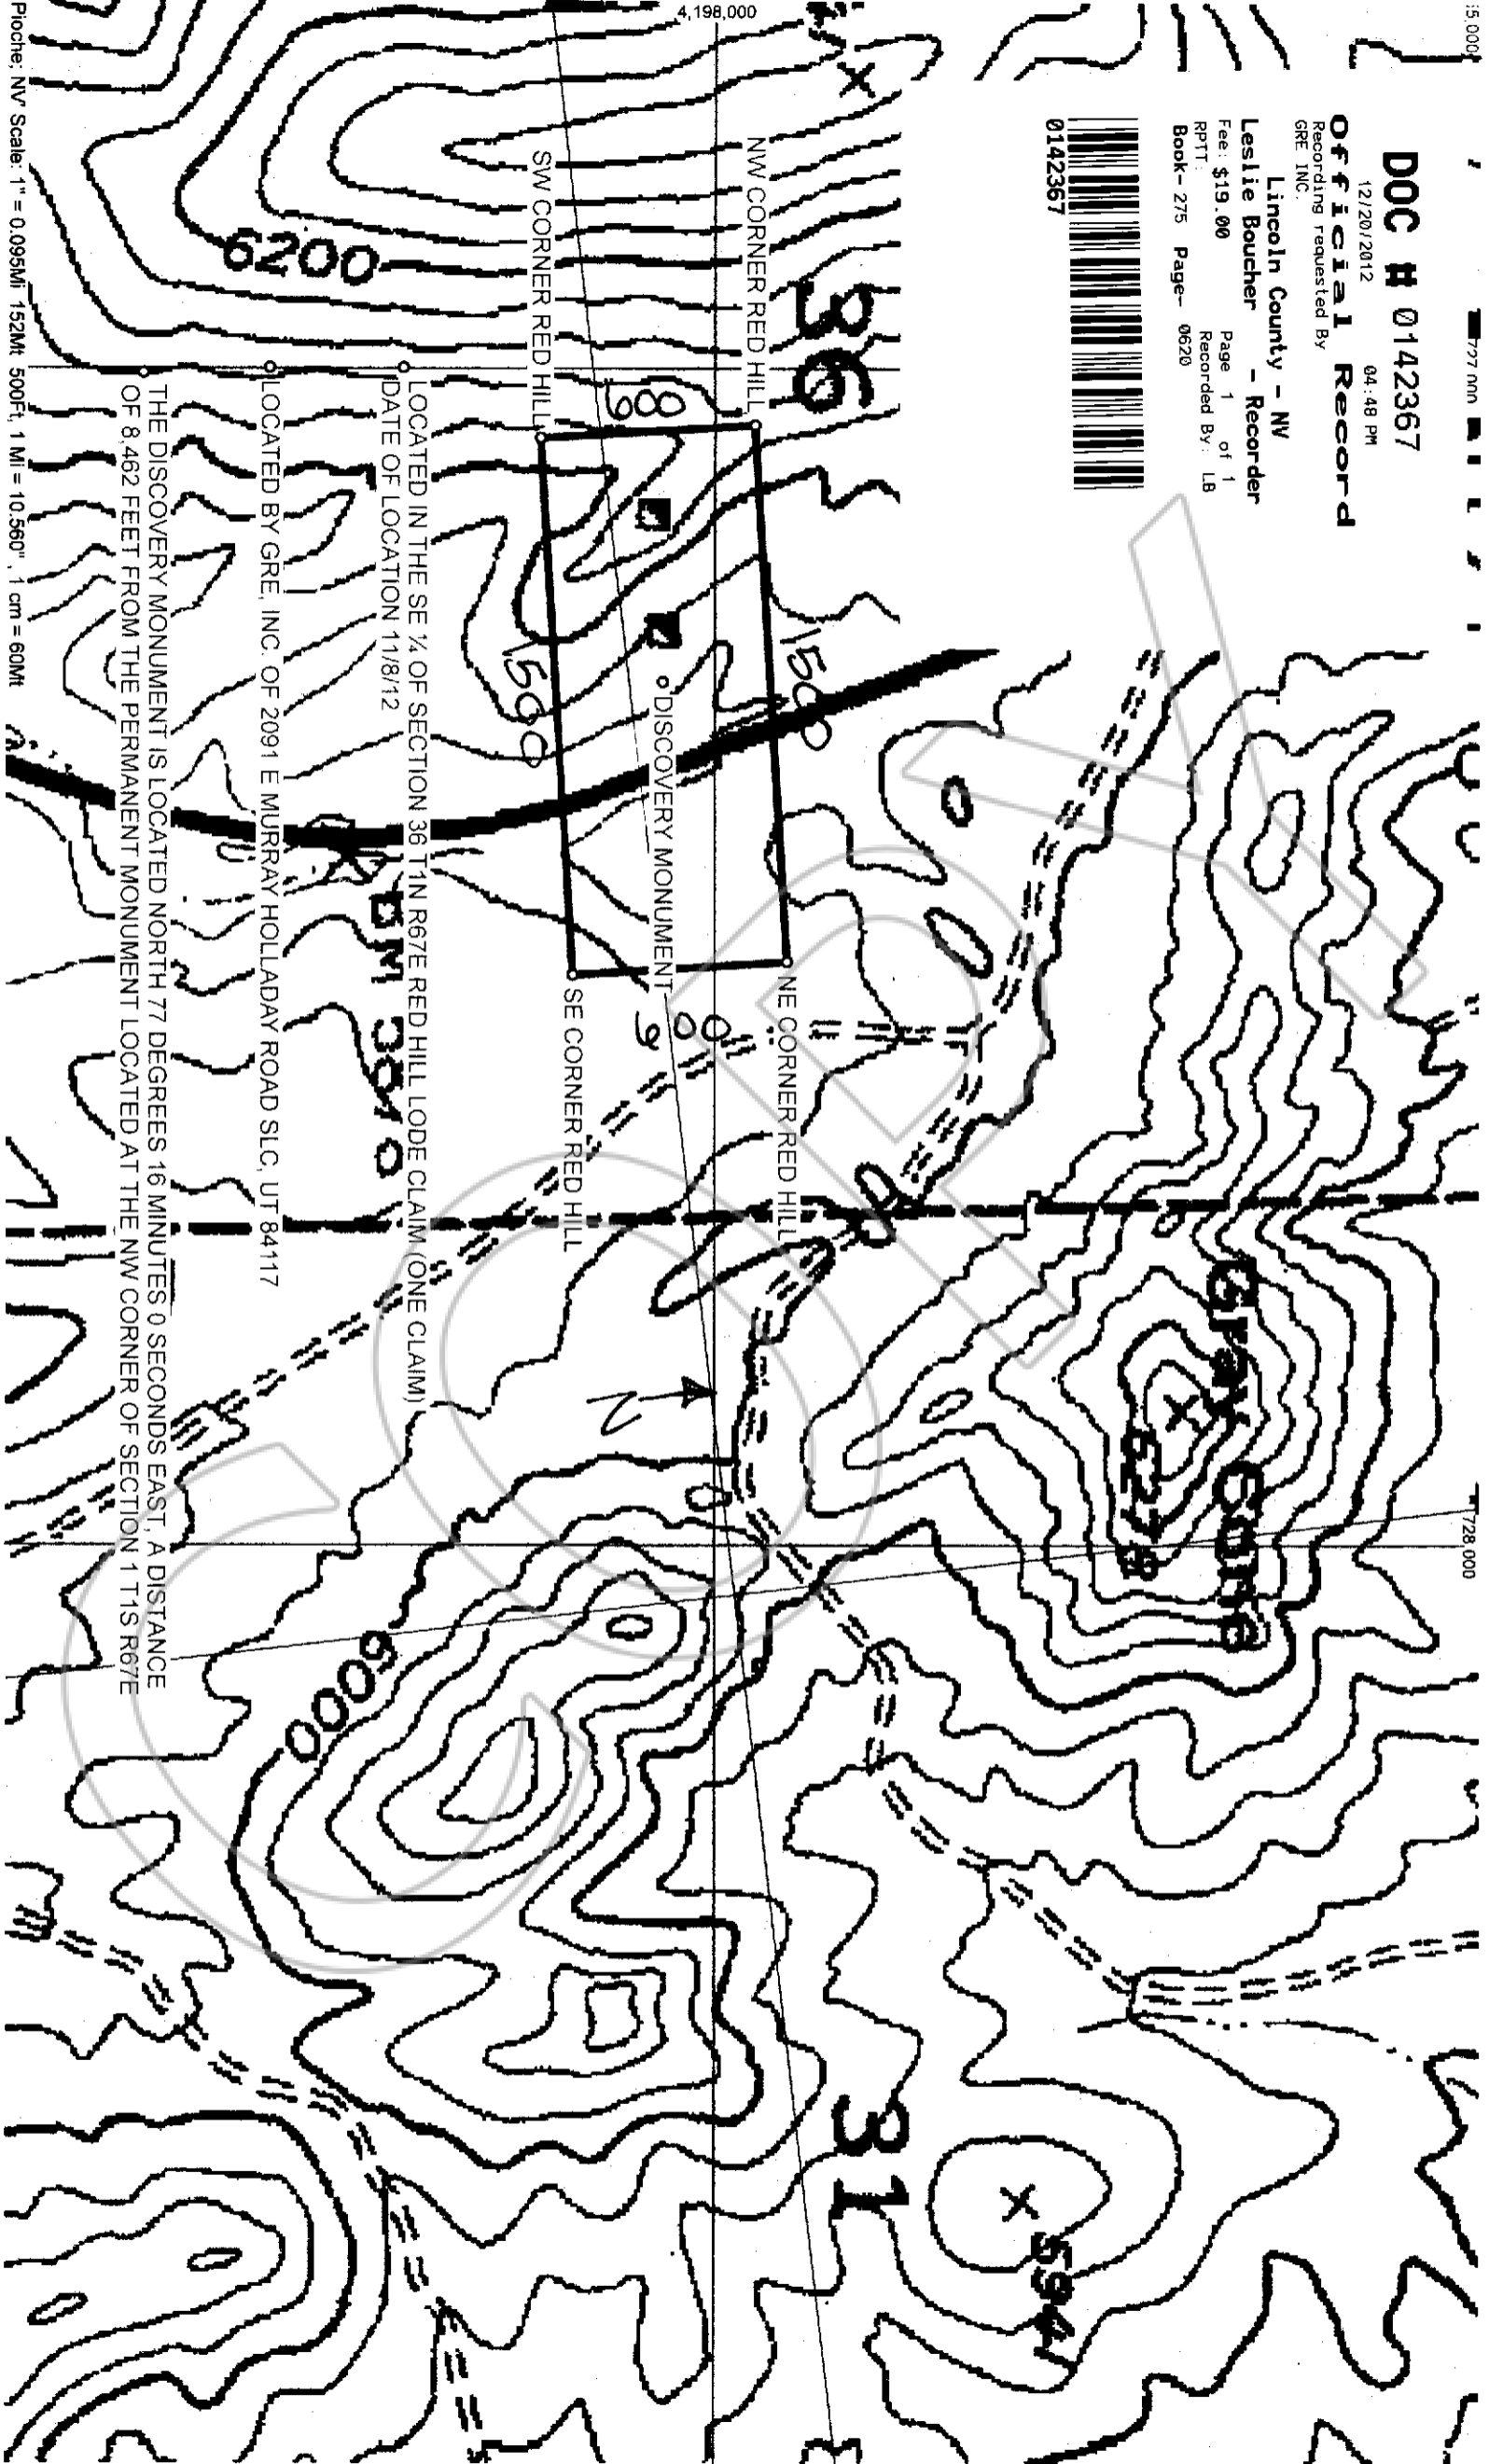 DOC # 0142367
12/20/2012 04:48 PM
Official Record
Recording requested By
GRE INC.
Lincoln County - NV
Leslie Boucher - Recorder
Fee: $19.00 Page 1 of 1
RPTT: Recorded By: LB
Book- 275 Page- 0620
0142367
727 000
728 000
4,198,000
36
NW CORNER RED HILL
NE CORNER RED HILL
1500
600
DISCOVERY MONUMENT
600
1500
SW CORNER RED HILL
SE CORNER RED HILL
N
COPY
Gray Cone
6278
6200
6000
31
5947
LOCATED IN THE SE ¼ OF SECTION 36 T1N R67E RED HILL LODE CLAIM (ONE CLAIM)
DATE OF LOCATION 11/8/12
LOCATED BY GRE, INC. OF 2091 E MURRAY HOLLADAY ROAD SLC, UT 84117
THE DISCOVERY MONUMENT IS LOCATED NORTH 77 DEGREES 16 MINUTES 0 SECONDS EAST, A DISTANCE
OF 8,462 FEET FROM THE PERMANENT MONUMENT LOCATED AT THE NW CORNER OF SECTION 1 T1S R67E
Pioche; NV Scale: 1" = 0.095Mi 152Mt 500Ft, 1 Mi = 10.560", 1 cm = 60Mt